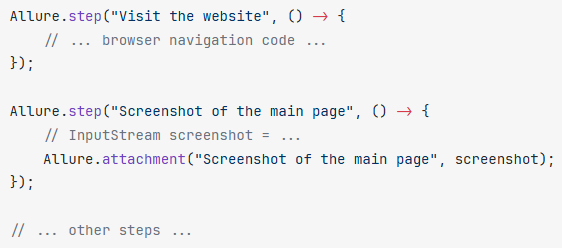 Allure.step("Visit the website", () -> {
    // ... browser navigation code ...
});

Allure.step("Screenshot of the main page", () -> {
    // InputStream screenshot = ...
    Allure.attachment("Screenshot of the main page", screenshot);
});

// ... other steps ...